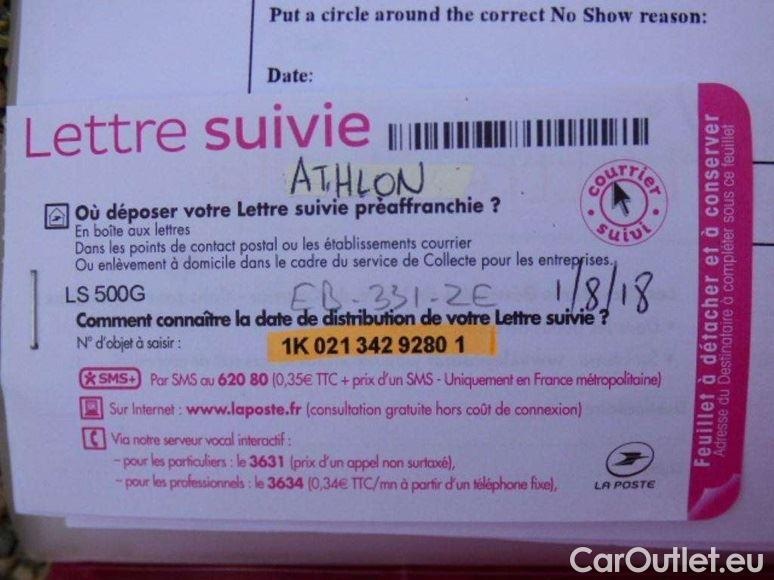 Put a circle around the correct No Show reason:
Date:
Lettre suivie
ATHLON
courrier suivi
Où déposer votre Lettre suivie préaffranchie ?
En boîte aux lettres
Dans les points de contact postal ou les établissements courrier
Ou enlèvement à domicile dans le cadre du service de Collecte pour les entreprises.
LS 500G
EB-331-ZE 1/8/18
Comment connaître la date de distribution de votre Lettre suivie ?
N° d'objet à saisir : 1K 021 342 9280 1
SMS+ Par SMS au 620 80 (0,35€ TTC + prix d'un SMS - Uniquement en France métropolitaine)
Sur Internet : www.laposte.fr (consultation gratuite hors coût de connexion)
Via notre serveur vocal interactif :
– pour les particuliers : le 3631 (prix d'un appel non surtaxé),
– pour les professionnels : le 3634 (0,34€ TTC/mn à partir d'un téléphone fixe),
LA POSTE
Feuillet à détacher et à conserver
Adresse du Destinataire à compléter sous ce feuillet
CarOutlet.eu